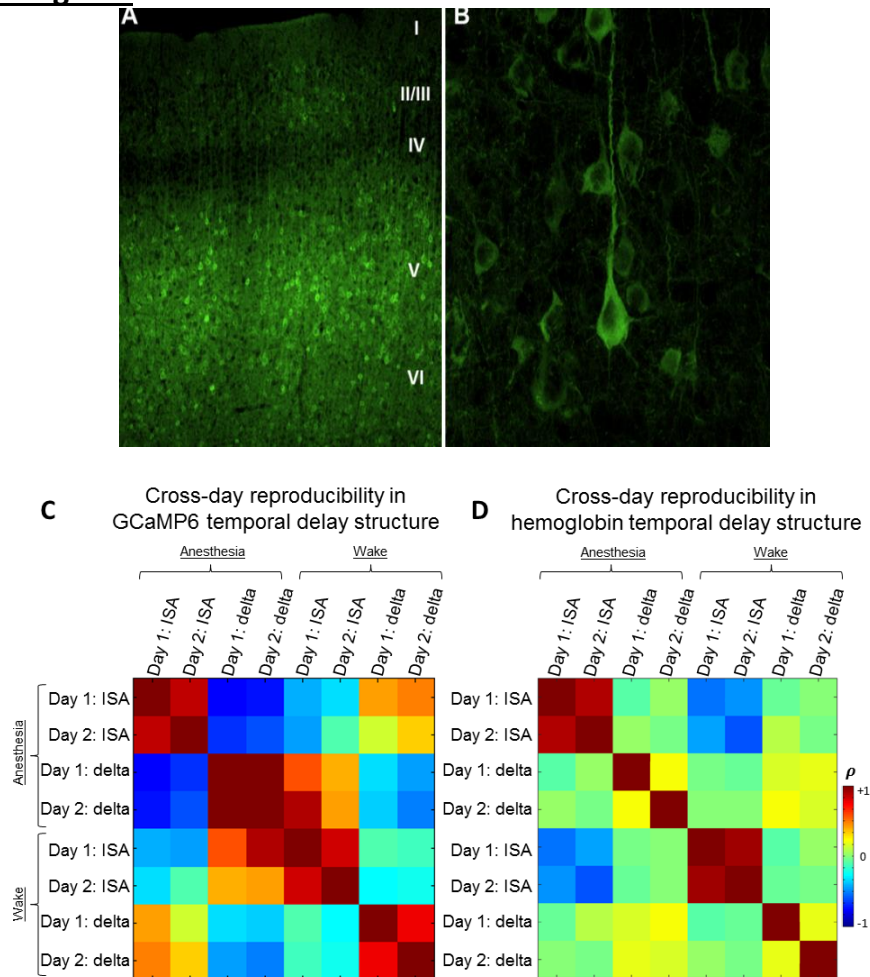 A
I
II/III
IV
V
VI
B
C
Cross-day reproducibility in
GCaMP6 temporal delay structure
Anesthesia
Wake
Day 1: ISA
Day 2: ISA
Day 1: delta
Day 2: delta
Day 1: ISA
Day 2: ISA
Day 1: delta
Day 2: delta
Anesthesia
Wake
Day 1: ISA
Day 2: ISA
Day 1: delta
Day 2: delta
Day 1: ISA
Day 2: ISA
Day 1: delta
Day 2: delta
D
Cross-day reproducibility in
hemoglobin temporal delay structure
Anesthesia
Wake
Day 1: ISA
Day 2: ISA
Day 1: delta
Day 2: delta
Day 1: ISA
Day 2: ISA
Day 1: delta
Day 2: delta
Day 1: ISA
Day 2: ISA
Day 1: delta
Day 2: delta
Day 1: ISA
Day 2: ISA
Day 1: delta
Day 2: delta
ρ
+1
0
-1